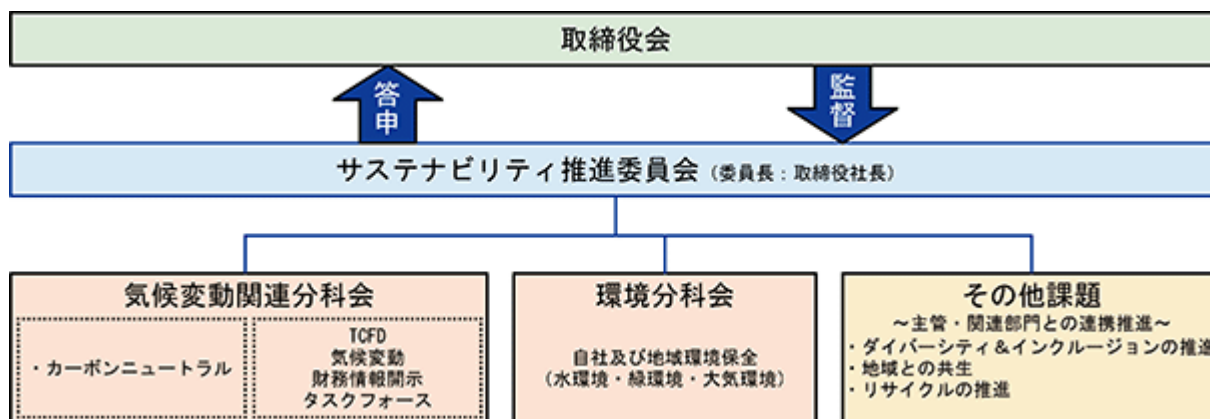 取締役会
答申
監督
サステナビリティ推進委員会(委員長:取締役社長)
気候変動関連分科会
・カーボンニュートラル
TCFD
気候変動
財務情報開示
タスクフォース
環境分科会
自社及び地域環境保全
(水環境・緑環境・大気環境)
その他課題
~主管・関連部門との連携推進~
・ダイバーシティ&インクルージョンの推進
・地域との共生
・リサイクルの推進